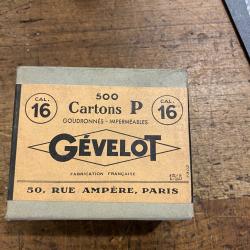 500
Cartons P
CAL. 16
CAL. 16
GOUDRONNÉS - IMPERMÉABLES
GÉVELOT
FABRICATION FRANÇAISE
50, RUE AMPÈRE, PARIS